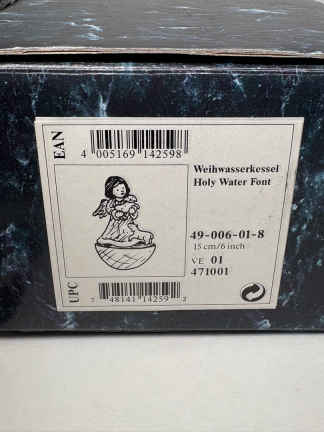 EAN
4 005169 142598
Weihwasserkessel
Holy Water Font
49-006-01-8
15 cm/6 inch
VE 01
471001
UPC
7 48141 14259 2